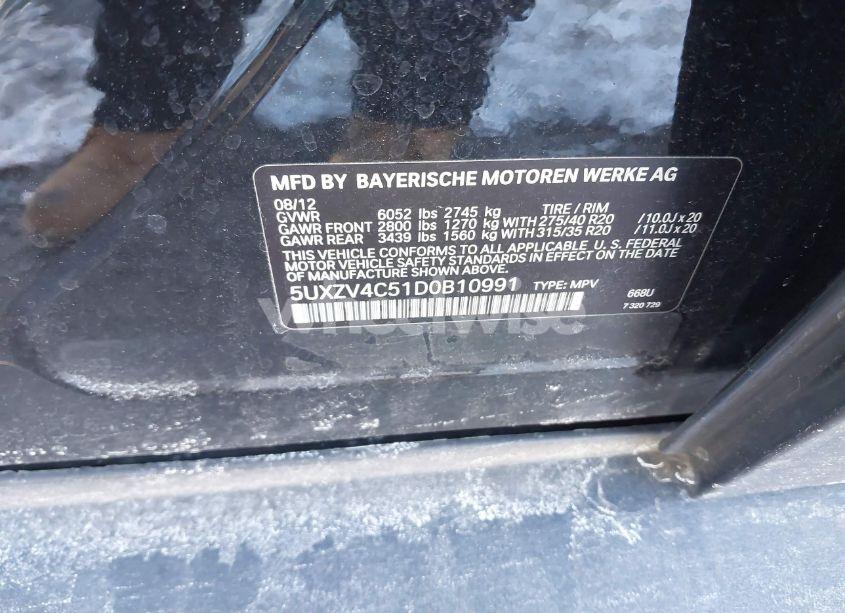 MFD BY BAYERISCHE MOTOREN WERKE AG
08/12 TIRE / RIM
GVWR 6052 lbs 2745 kg
GAWR FRONT 2800 lbs 1270 kg WITH 275/40 R20 / 10.0J x 20
GAWR REAR 3439 lbs 1560 kg WITH 315/35 R20 / 11.0J x 20
THIS VEHICLE CONFORMS TO ALL APPLICABLE U. S. FEDERAL
MOTOR VEHICLE SAFETY STANDARDS IN EFFECT ON THE DATE
OF MANUFACTURE SHOWN ABOVE.
5UXZV4C51D0B10991 TYPE: MPV 668U
7 320 729